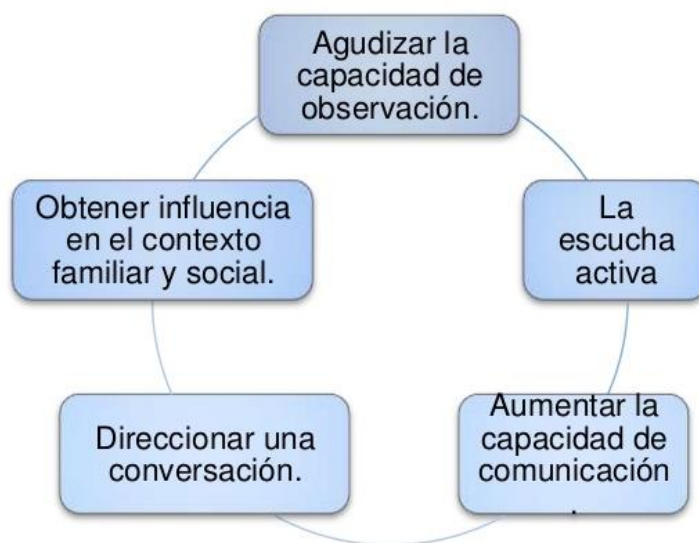 Agudizar la
capacidad de
observación.
La
escucha
activa
Aumentar la
capacidad de
comunicación
.
Direccionar una
conversación.
Obtener influencia
en el contexto
familiar y social.